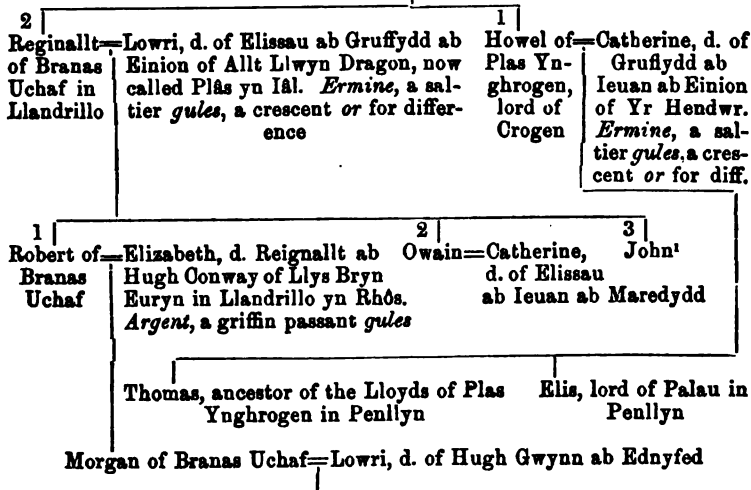 2 1
Reginallt=Lowri, d. of Elissau ab Gruffydd ab
of Branas Einion of Allt Llwyn Dragon, now
Uchaf in called Plâs yn Iâl. Ermine, a sal-
Llandrillo tier gules, a crescent or for differ-
ence
Howel of=Catherine, d. of
Plas Yn- Gruffydd ab
ghrogen, Ieuan ab Einion
lord of of Yr Hendwr.
Crogen Ermine, a sal-
tier gules, a cres-
cent or for diff.
1 2 3
Robert of=Elizabeth, d. Reignallt ab
Branas Hugh Conway of Llys Bryn
Uchaf Euryn in Llandrillo yn Rhôs.
Argent, a griffin passant gules
Owain=Catherine,
d. of Elissau
ab Ieuan ab Maredydd
John¹
Thomas, ancestor of the Lloyds of Plas
Ynghrogen in Penllyn
Elis, lord of Palau in
Penllyn
Morgan of Branas Uchaf=Lowri, d. of Hugh Gwynn ab Ednyfed